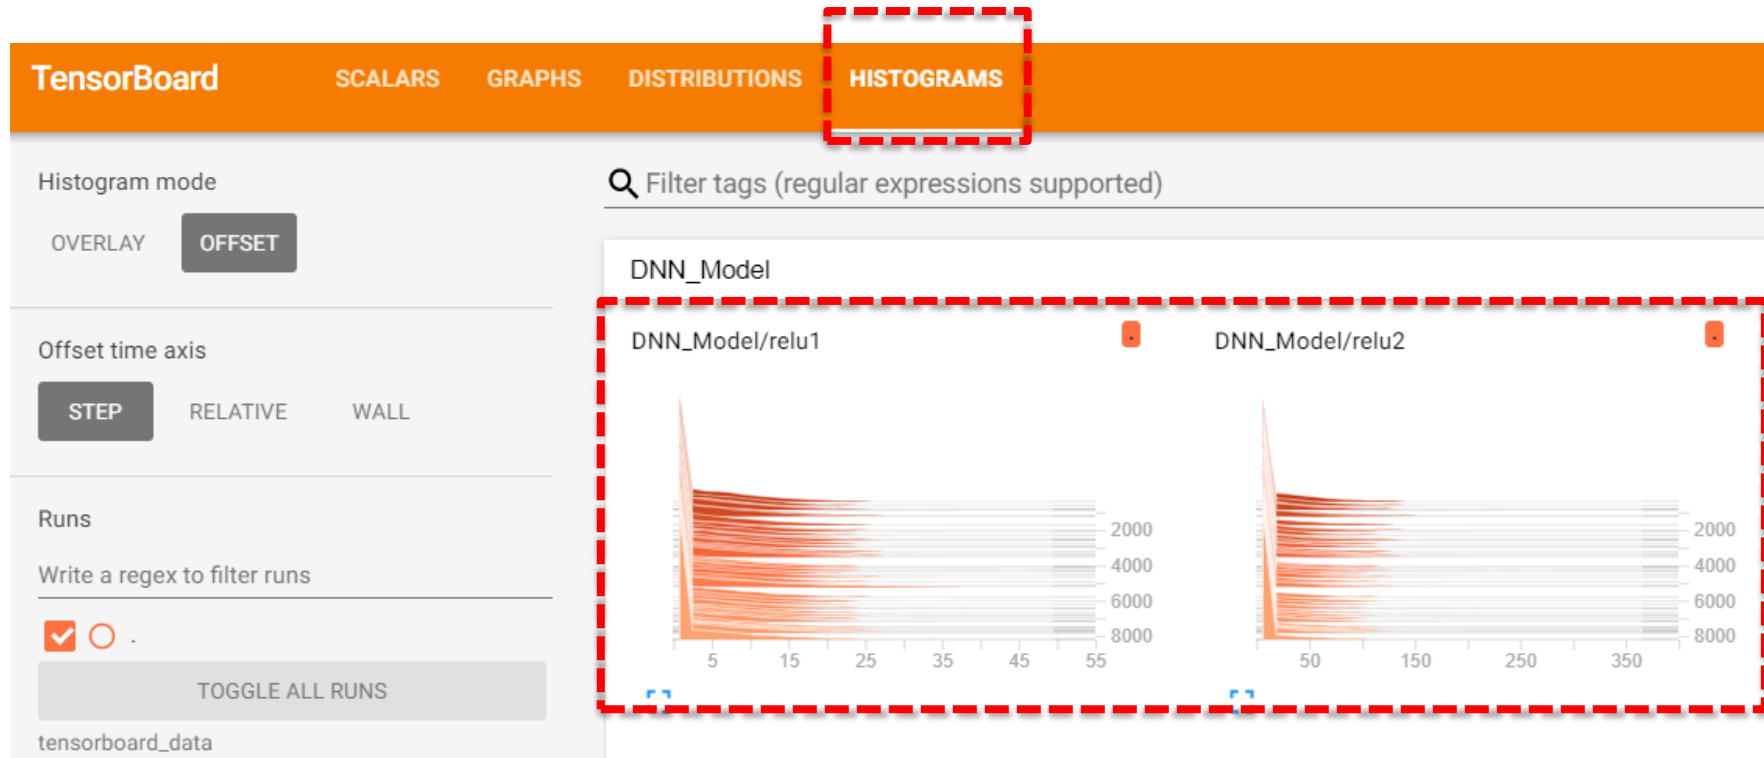 TensorBoard SCALARS GRAPHS DISTRIBUTIONS HISTOGRAMS
Histogram mode
OVERLAY OFFSET
Offset time axis
STEP RELATIVE WALL
Runs
Write a regex to filter runs
.
TOGGLE ALL RUNS
tensorboard_data
Filter tags (regular expressions supported)
DNN_Model
DNN_Model/relu1 .
2000
4000
6000
8000
5 15 25 35 45 55
DNN_Model/relu2 .
2000
4000
6000
8000
50 150 250 350